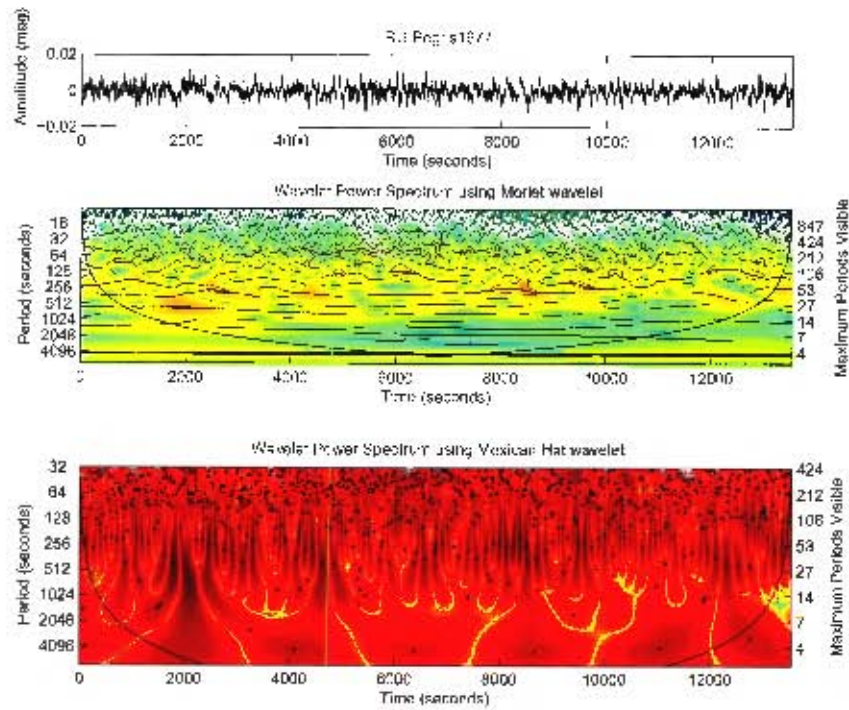 Amplitude (mag)
0.02
0
−0.02
0 2000 4000 6000 8000 10000 12000
Time (seconds)
Wavelet Power Spectrum using Morlet wavelet
Period (seconds)
16
32
64
128
256
512
1024
2048
4096
847
424
212
106
53
27
14
7
4
Maximum Periods Visible
0 2000 4000 6000 8000 10000 12000
Time (seconds)
Wavelet Power Spectrum using Mexican Hat wavelet
Period (seconds)
32
64
128
256
512
1024
2048
4096
424
212
106
53
27
14
7
4
Maximum Periods Visible
0 2000 4000 6000 8000 10000 12000
Time (seconds)